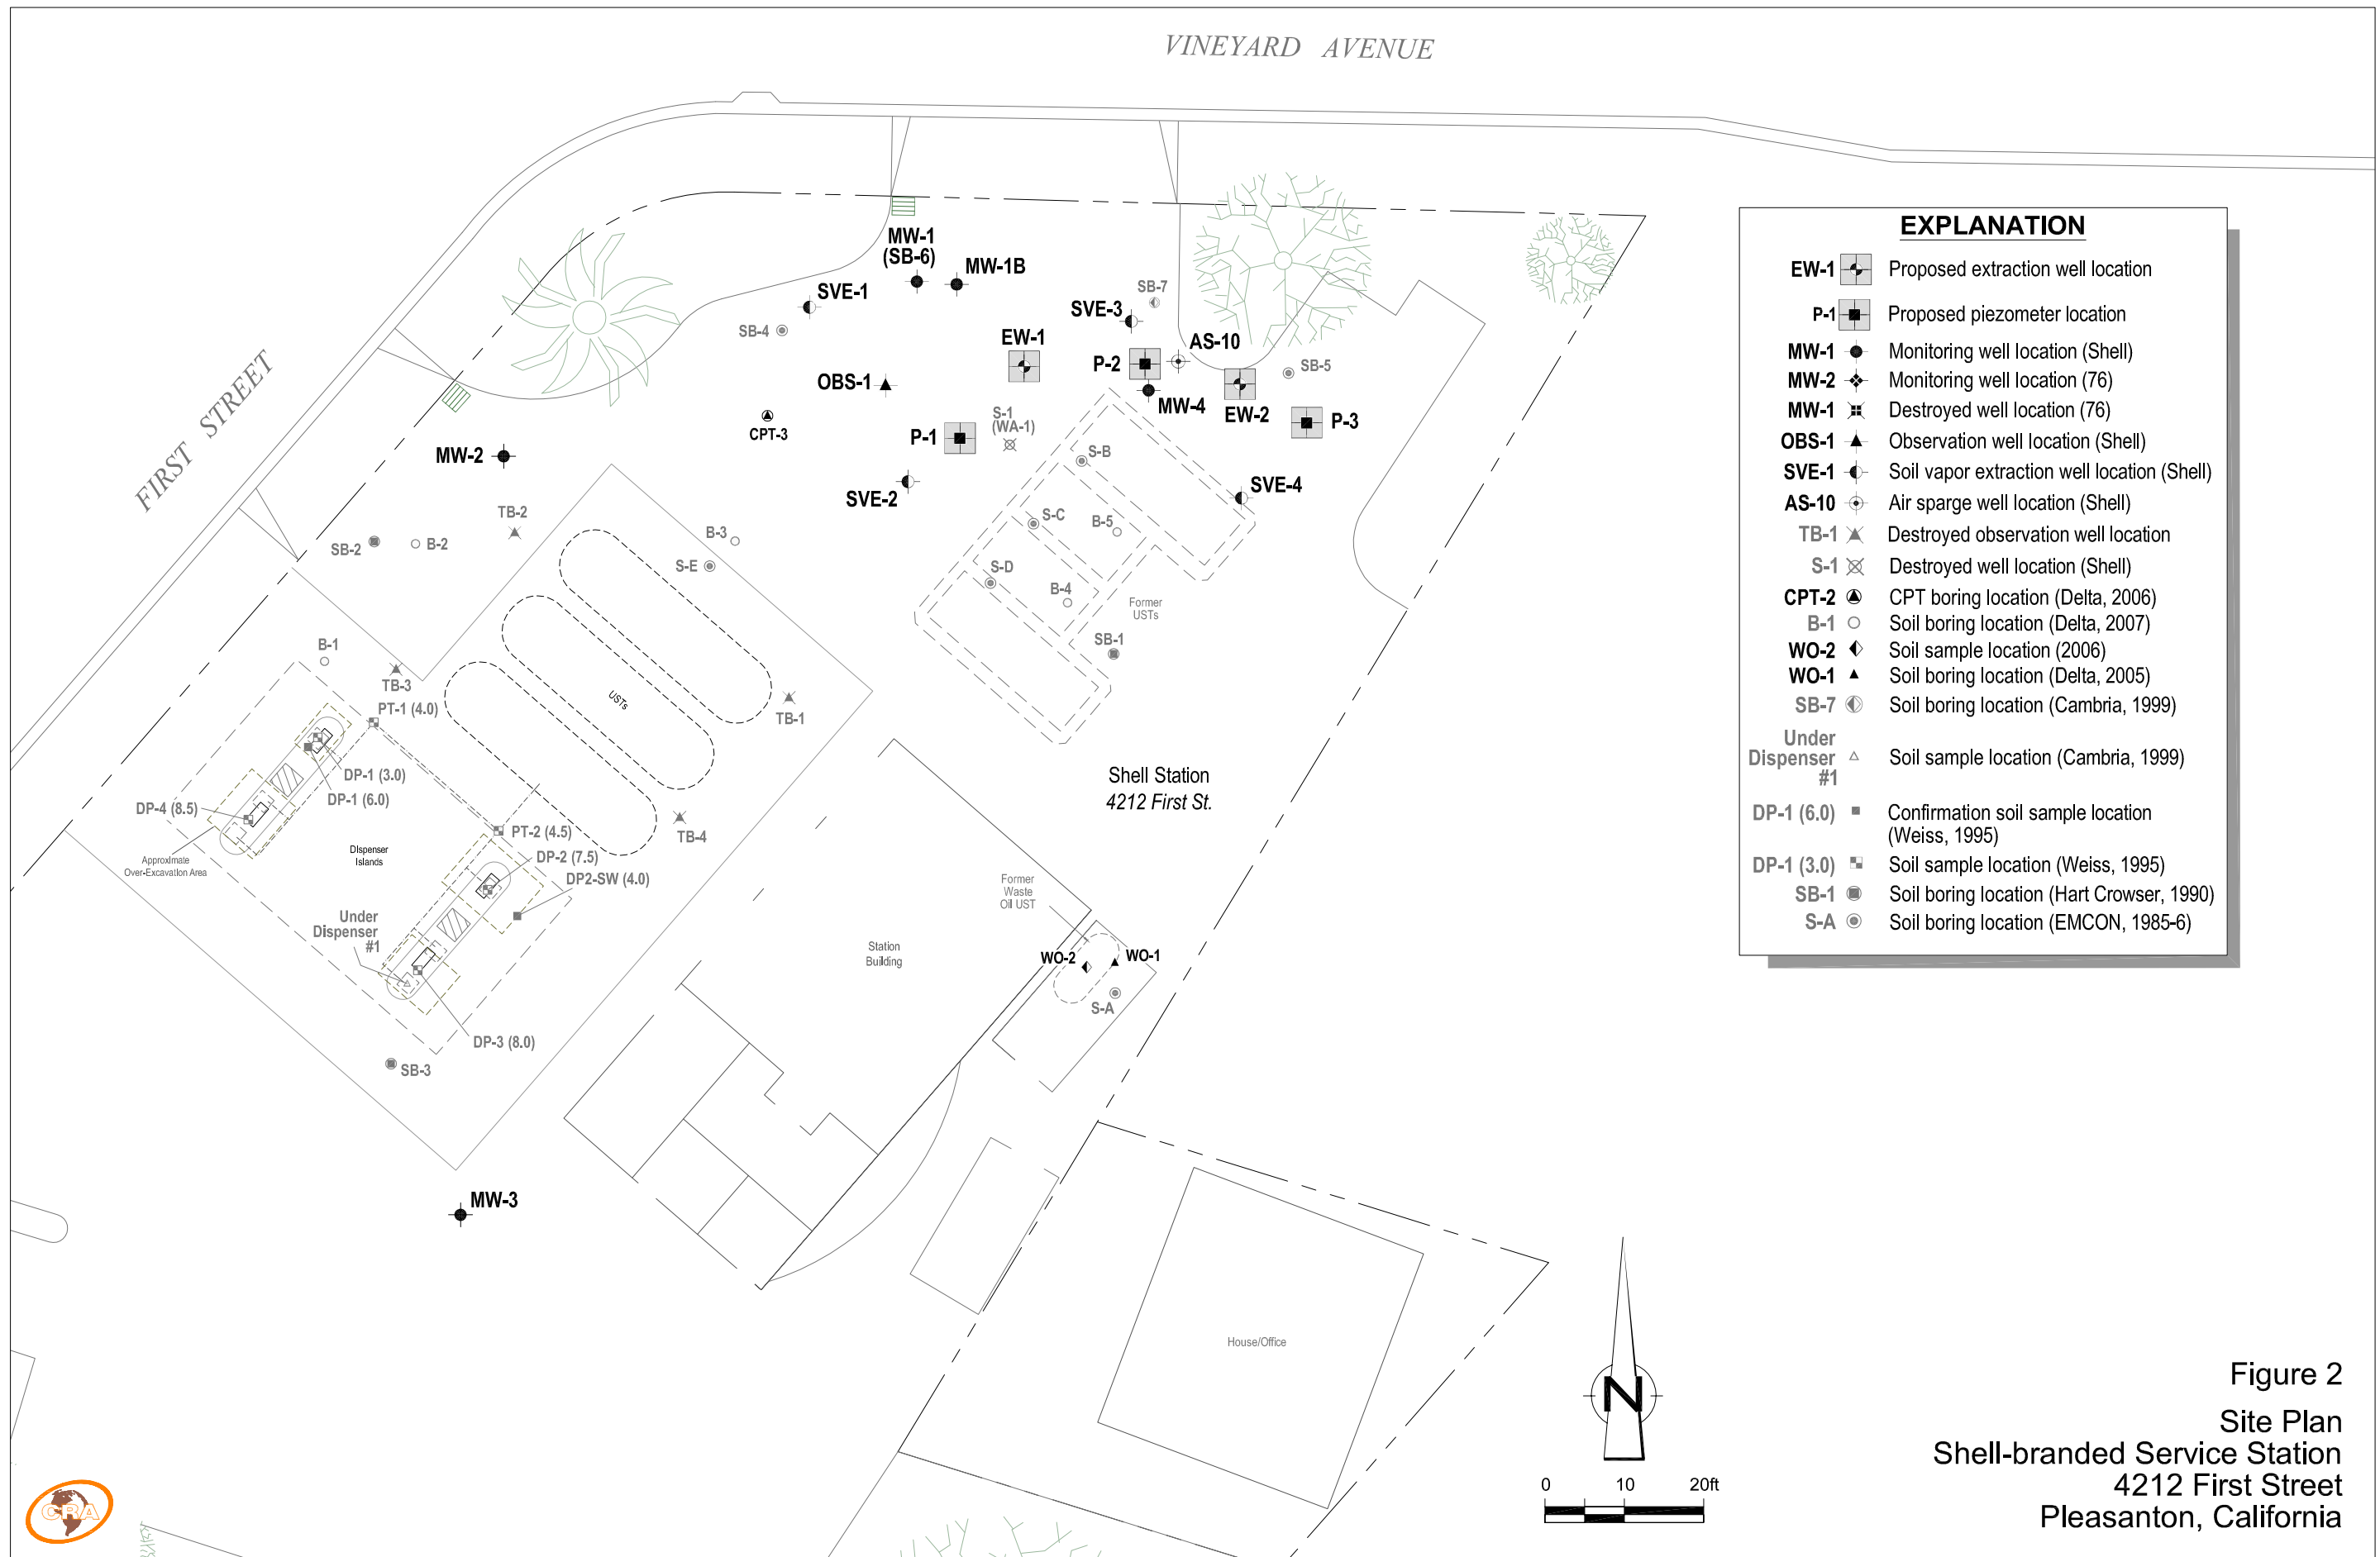 VINEYARD AVENUE
FIRST STREET
MW-1
(SB-6)
MW-1B
SVE-1
SB-4
SB-7
SVE-3
EW-1
AS-10
P-2
SB-5
OBS-1
MW-4
EW-2
P-3
CPT-3
S-1
(WA-1)
P-1
MW-2
S-B
SVE-2
SVE-4
TB-2
S-C
B-5
SB-2
B-2
B-3
S-E
S-D
B-4
Former
USTs
SB-1
B-1
TB-3
USTs
PT-1 (4.0)
TB-1
DP-1 (3.0)
DP-1 (6.0)
DP-4 (8.5)
Shell Station
4212 First St.
PT-2 (4.5)
TB-4
Dispenser
Islands
Approximate
Over-Excavation Area
DP-2 (7.5)
DP2-SW (4.0)
Former
Waste
Oil UST
Under
Dispenser
#1
Station
Building
WO-2
WO-1
S-A
DP-3 (8.0)
SB-3
MW-3
House/Office
EXPLANATION
EW-1 Proposed extraction well location
P-1 Proposed piezometer location
MW-1 Monitoring well location (Shell)
MW-2 Monitoring well location (76)
MW-1 Destroyed well location (76)
OBS-1 Observation well location (Shell)
SVE-1 Soil vapor extraction well location (Shell)
AS-10 Air sparge well location (Shell)
TB-1 Destroyed observation well location
S-1 Destroyed well location (Shell)
CPT-2 CPT boring location (Delta, 2006)
B-1 Soil boring location (Delta, 2007)
WO-2 Soil sample location (2006)
WO-1 Soil boring location (Delta, 2005)
SB-7 Soil boring location (Cambria, 1999)
Under
Dispenser Soil sample location (Cambria, 1999)
#1
DP-1 (6.0) Confirmation soil sample location
(Weiss, 1995)
DP-1 (3.0) Soil sample location (Weiss, 1995)
SB-1 Soil boring location (Hart Crowser, 1990)
S-A Soil boring location (EMCON, 1985-6)
N
0 10 20ft
CRA
Figure 2
Site Plan
Shell-branded Service Station
4212 First Street
Pleasanton, California